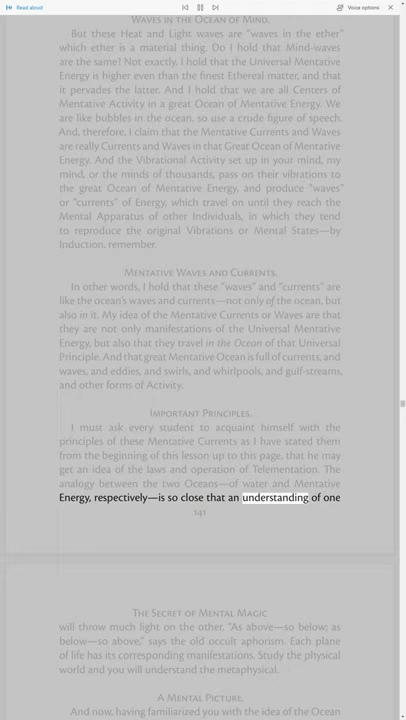 Read aloud
Voice options
WAVES IN THE OCEAN OF MIND.
But these Heat and Light waves are “waves in the ether”
which ether is a material thing. Do I hold that Mind-waves
are the same? Not exactly. I hold that the Universal Mentative
Energy is higher even than the finest Ethereal matter, and that
it pervades the latter. And I hold that we are all Centers of
Mentative Activity in a great Ocean of Mentative Energy. We
are like bubbles in the ocean, so use a crude figure of speech.
And, therefore, I claim that the Mentative Currents and Waves
are really Currents and Waves in that Great Ocean of Mentative
Energy. And the Vibrational Activity set up in your mind, my
mind, or the minds of thousands, pass on their vibrations to
the great Ocean of Mentative Energy, and produce “waves”
or “currents” of Energy, which travel on until they reach the
Mental Apparatus of other Individuals, in which they tend
to reproduce the original Vibrations or Mental States—by
Induction, remember.
MENTATIVE WAVES AND CURRENTS.
In other words, I hold that these “waves” and “currents” are
like the ocean’s waves and currents—not only of the ocean, but
also in it. My idea of the Mentative Currents or Waves are that
they are not only manifestations of the Universal Mentative
Energy, but also that they travel in the Ocean of that Universal
Principle. And that great Mentative Ocean is full of currents, and
waves, and eddies, and swirls, and whirlpools, and gulf-streams,
and other forms of Activity.
IMPORTANT PRINCIPLES.
I must ask every student to acquaint himself with the
principles of these Mentative Currents as I have stated them
from the beginning of this lesson up to this page, that he may
get an idea of the laws and operation of Telementation. The
analogy between the two Oceans—of water and Mentative
Energy, respectively—is so close that an understanding of one
141
THE SECRET OF MENTAL MAGIC
will throw much light on the other. “As above—so below; as
below—so above,” says the old occult aphorism. Each plane
of life has its corresponding manifestations. Study the physical
world and you will understand the metaphysical.
A MENTAL PICTURE.
And now, having familiarized you with the idea of the Ocean